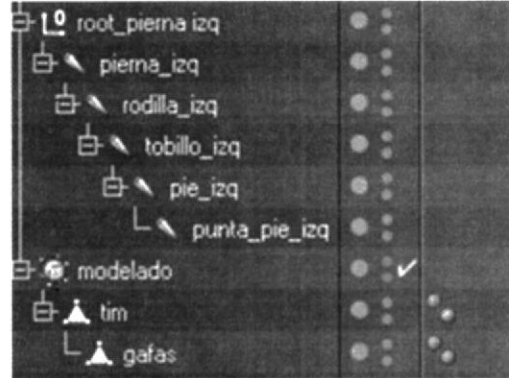 root_pierna izq
pierna_izq
rodilla_izq
tobillo_izq
pie_izq
punta_pie_izq
modelado
tim
gafas